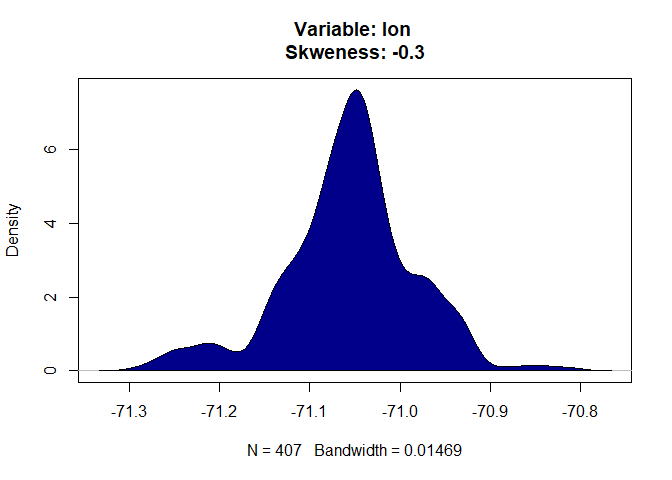 Variable: lon
Skweness: -0.3
Density
6
4
2
0
-71.3 -71.2 -71.1 -71.0 -70.9 -70.8
N = 407 Bandwidth = 0.01469